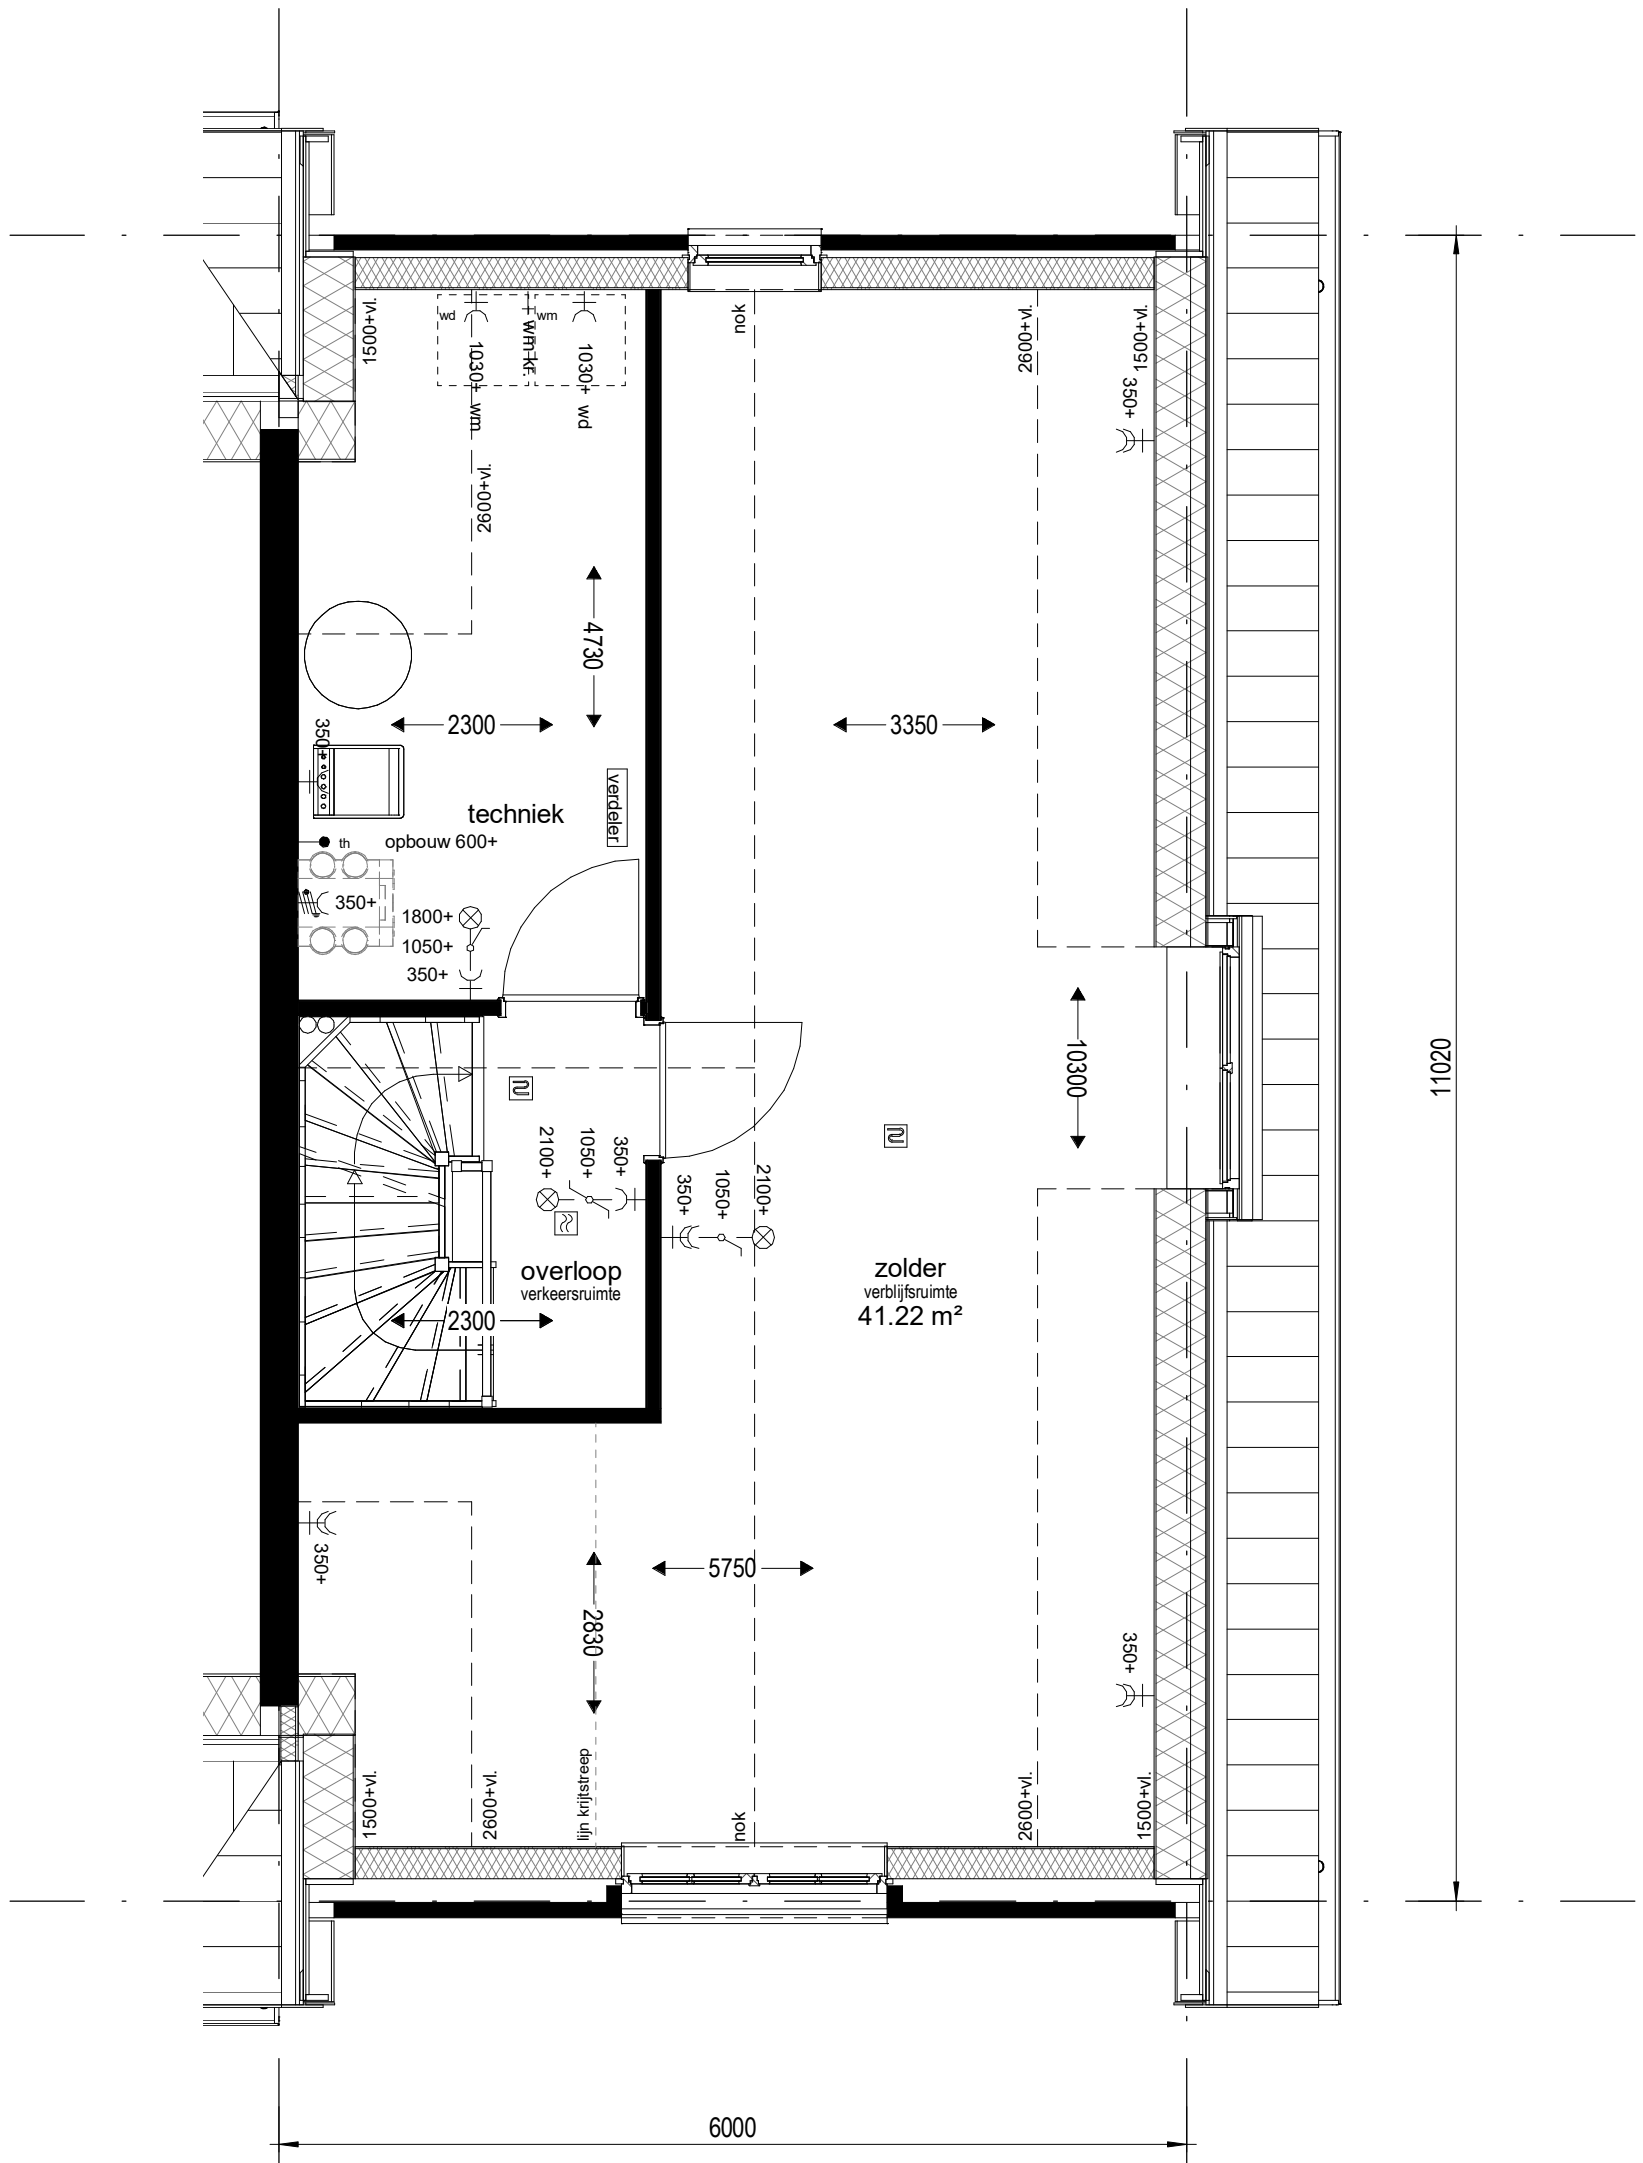 1500+vl.
wd
1030+ wm
wm kr.
wm
1030+ wd
nok
2600+vl.
1500+vl.
350+
2600+vl.
4730
2300
3350
350+
techniek
verdeler
th
opbouw 600+
350+
1800+
1050+
350+
10300
11020
2100+
1050+
350+
350+
1050+
2100+
overloop
verkeersruimte
2300
zolder
verblijfsruimte
41.22 m²
350+
5750
2830
350+
1500+vl.
2600+vl.
lijn krijtstreep
nok
2600+vl.
1500+vl.
6000